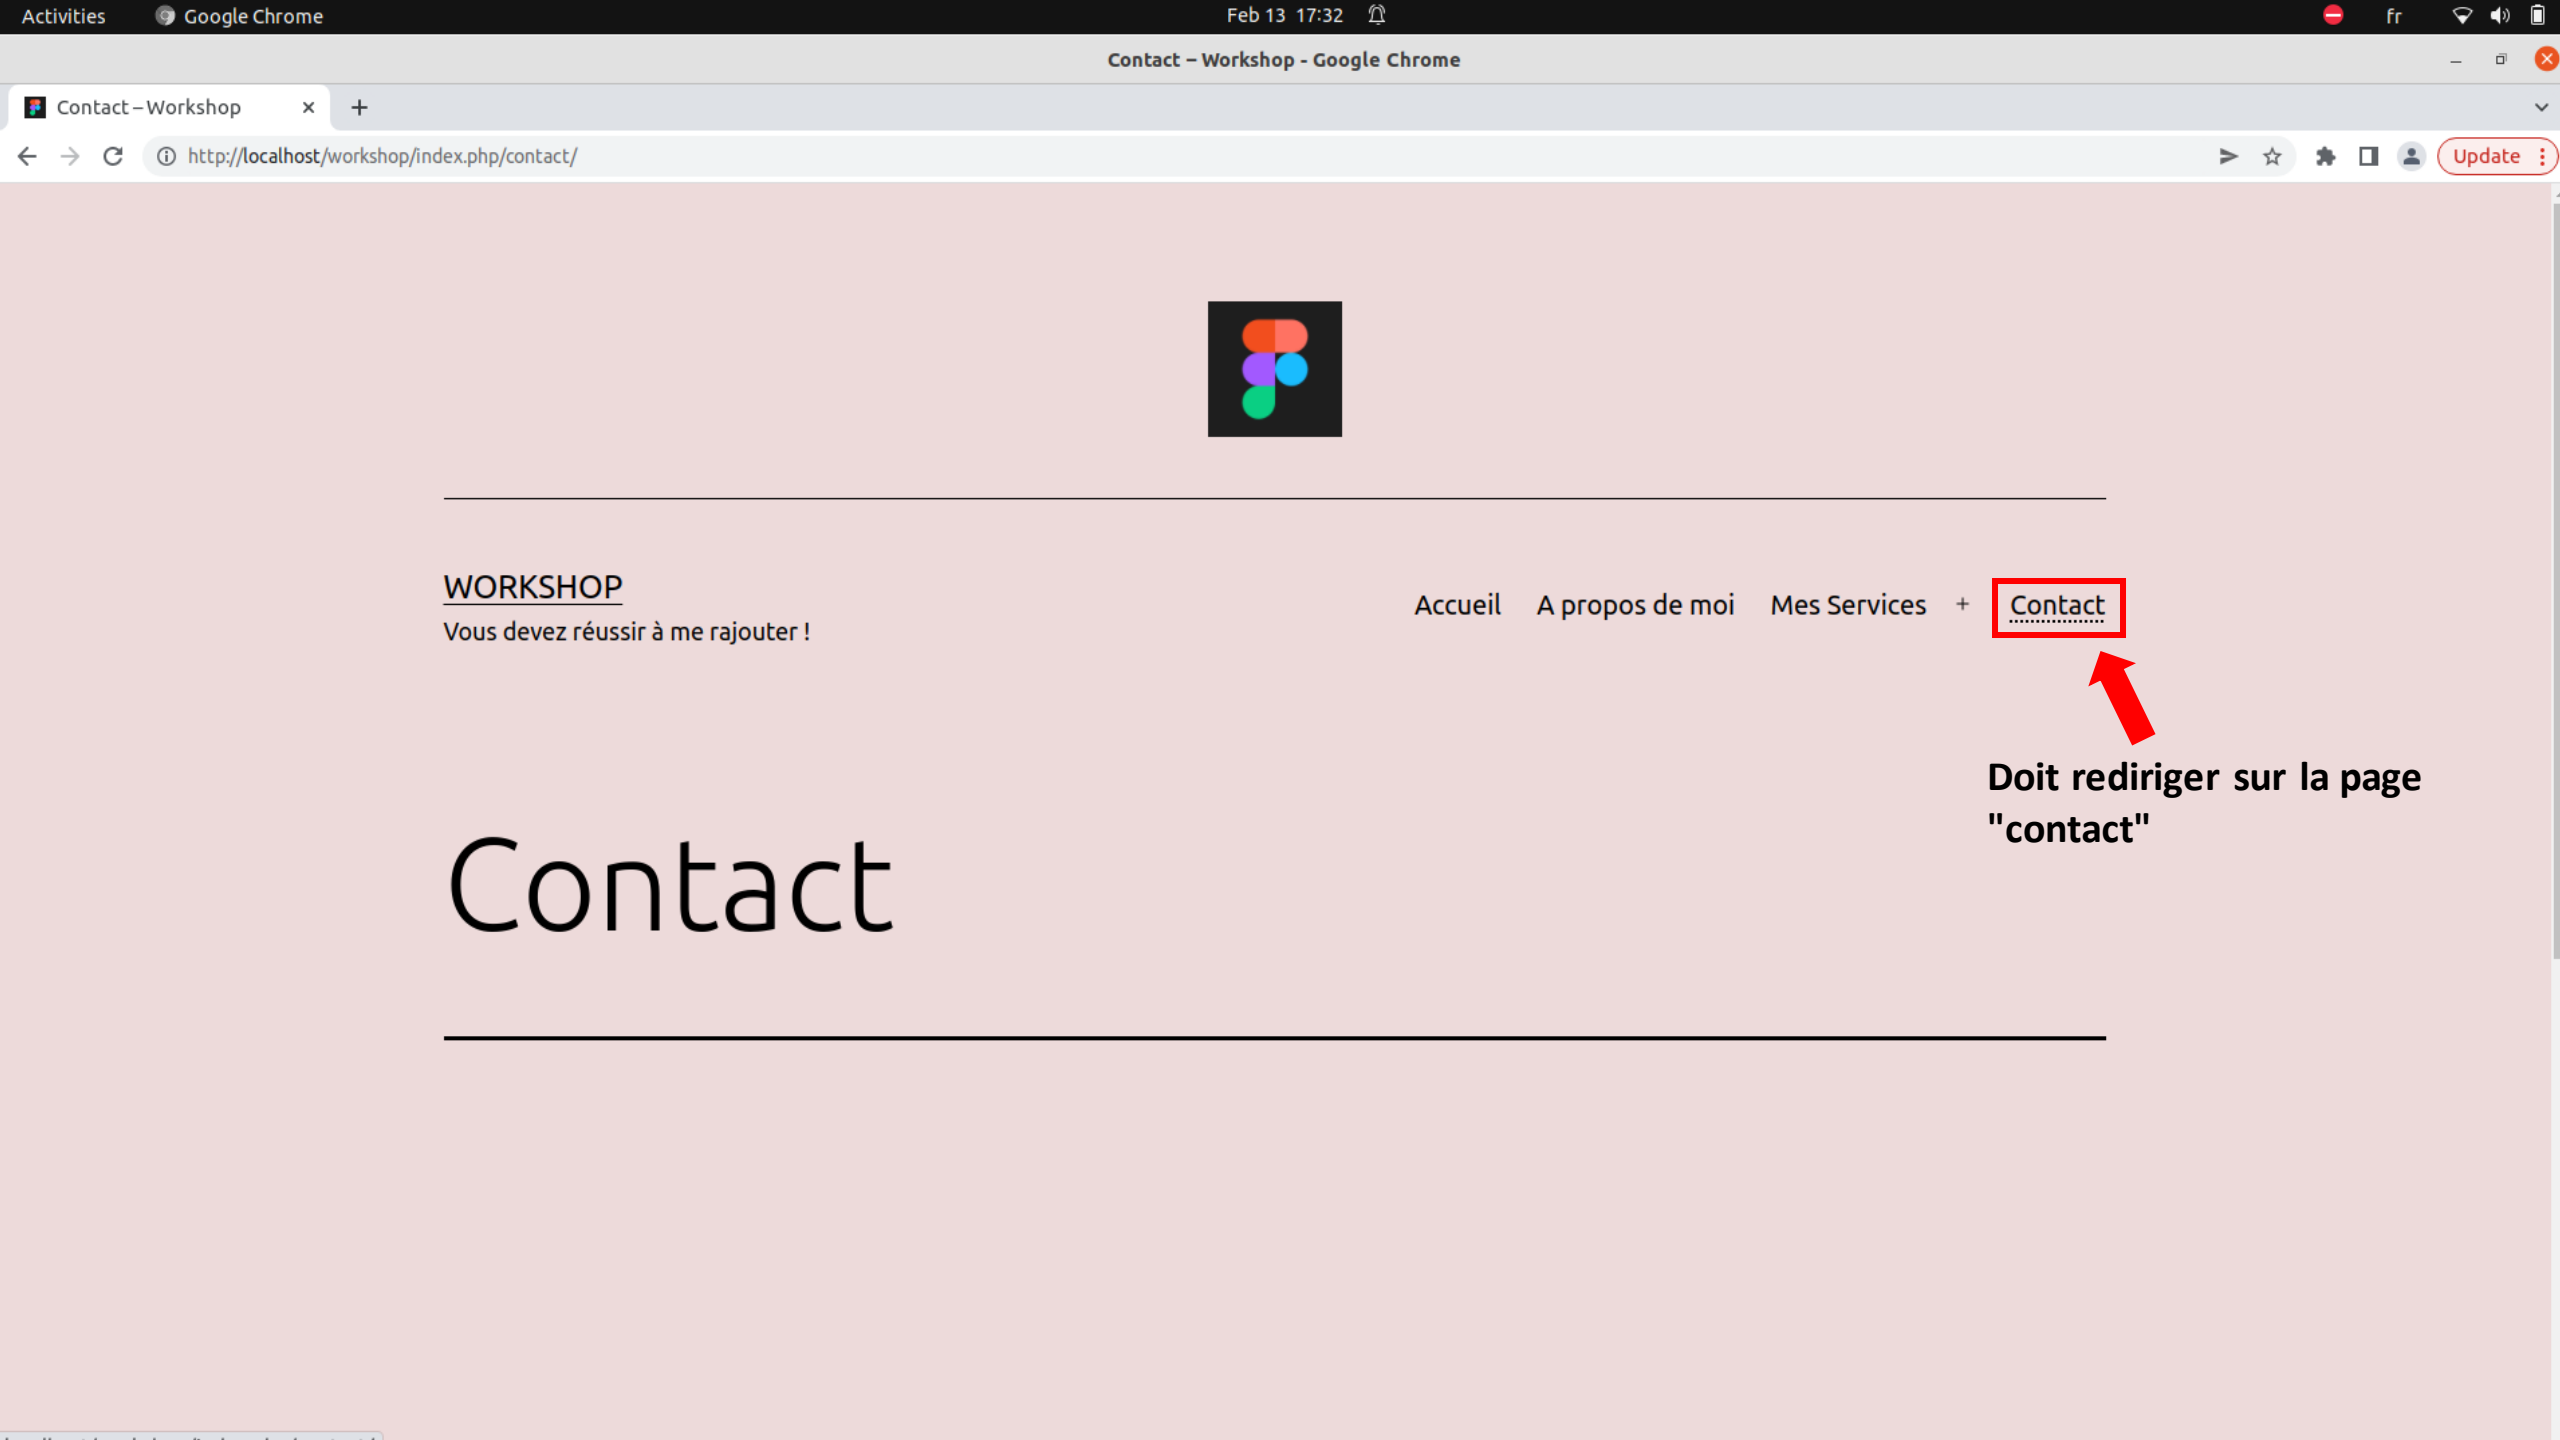 Activities Google Chrome Feb 13 17:32 fr
Contact – Workshop - Google Chrome
Contact – Workshop
http://localhost/workshop/index.php/contact/ Update
WORKSHOP
Vous devez réussir à me rajouter !
Accueil A propos de moi Mes Services + Contact
Doit rediriger sur la page
"contact"
Contact